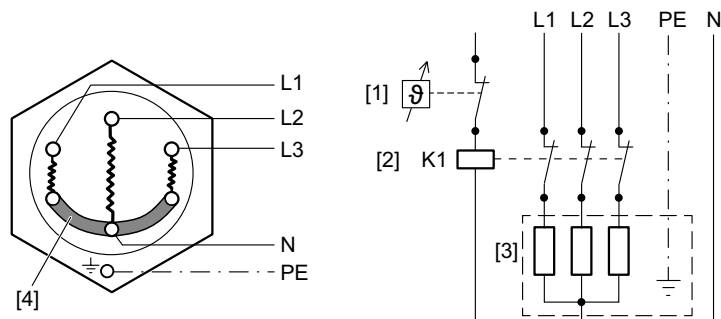 L1
L2
L3
N
PE
[4]
L1 L2 L3 PE N
[1] ϑ
[2] K1
[3]